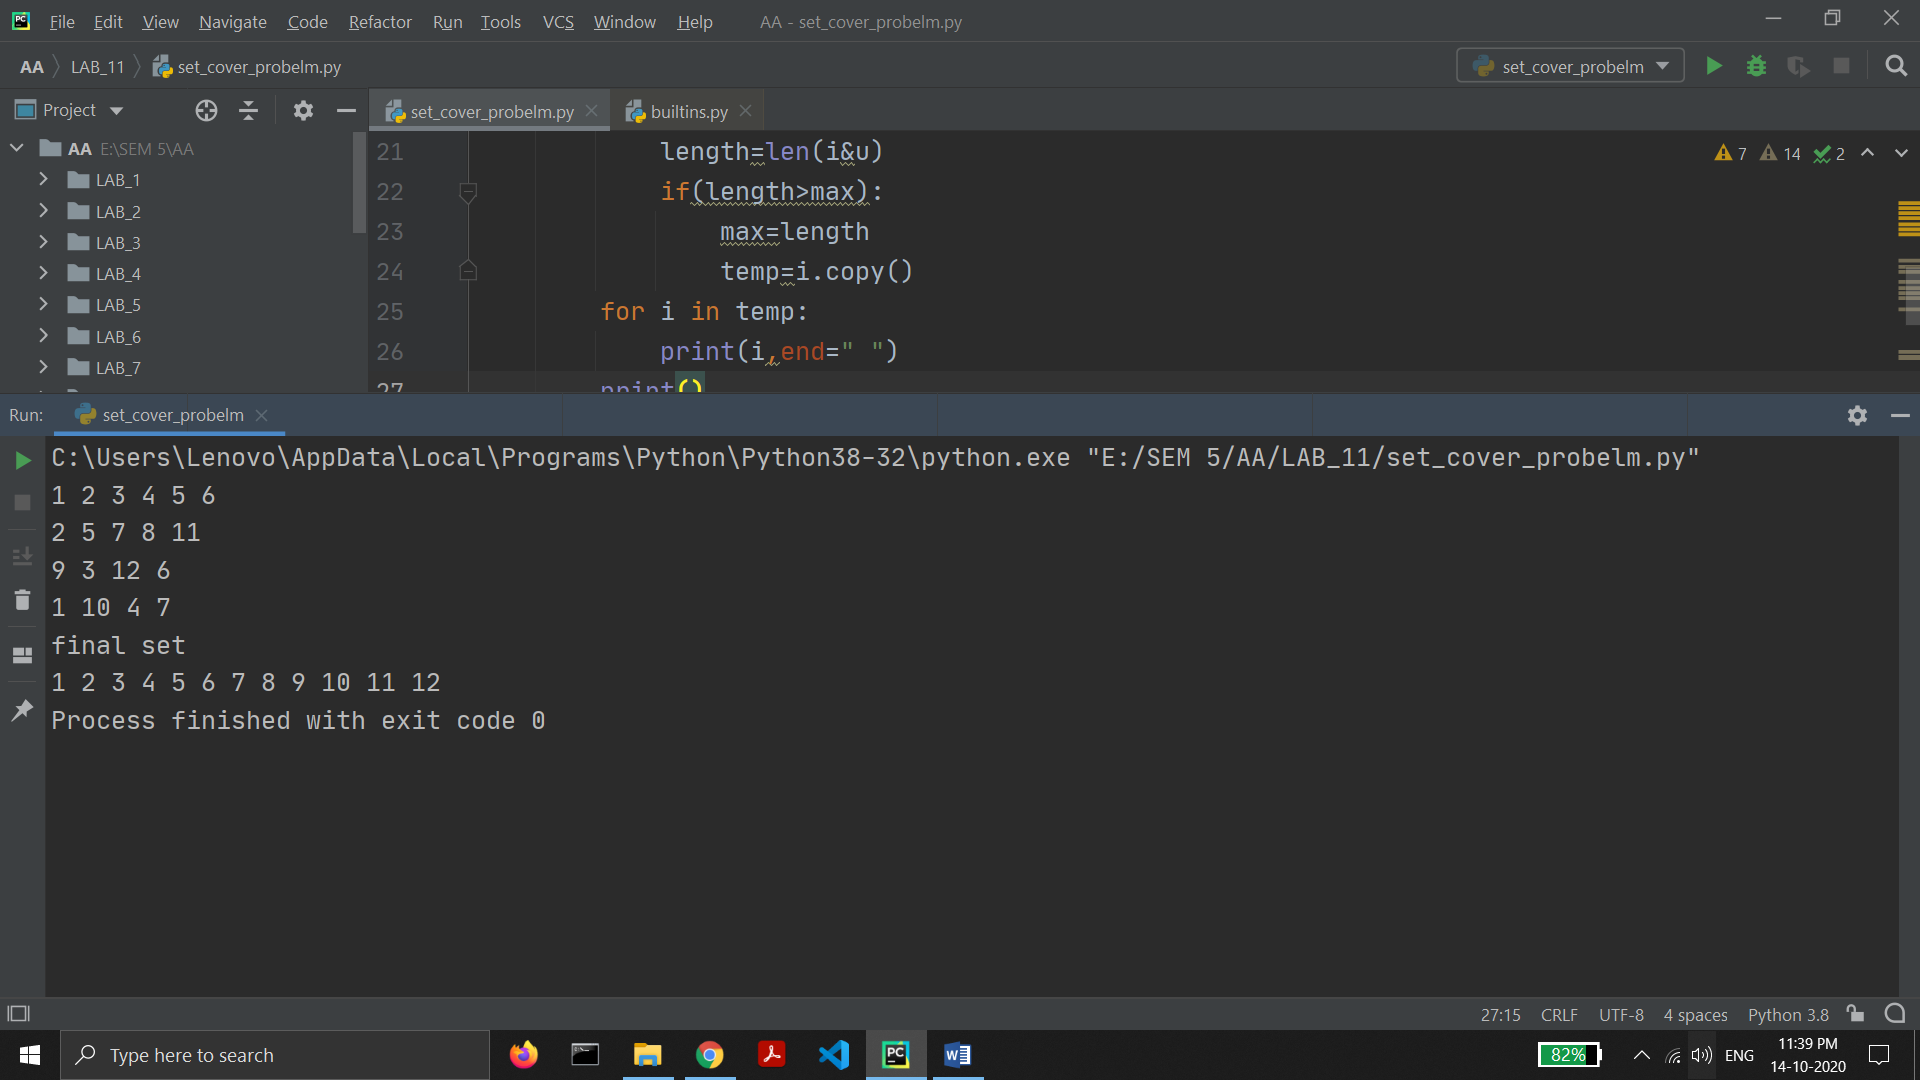 PC File Edit View Navigate Code Refactor Run Tools VCS Window Help AA - set_cover_probelm.py
AA LAB_11 set_cover_probelm.py set_cover_probelm
Project set_cover_probelm.py builtins.py
AA E:\SEM 5\AA
LAB_1
LAB_2
LAB_3
LAB_4
LAB_5
LAB_6
LAB_7
21 length=len(i&u)
22 if(length>max):
23 max=length
24 temp=i.copy()
25 for i in temp:
26 print(i,end=" ")
27 print()
7 14 2
Run: set_cover_probelm
C:\Users\Lenovo\AppData\Local\Programs\Python\Python38-32\python.exe "E:/SEM 5/AA/LAB_11/set_cover_probelm.py"
1 2 3 4 5 6
2 5 7 8 11
9 3 12 6
1 10 4 7
final set
1 2 3 4 5 6 7 8 9 10 11 12
Process finished with exit code 0
27:15 CRLF UTF-8 4 spaces Python 3.8
Type here to search
PC
82%
ENG
11:39 PM
14-10-2020